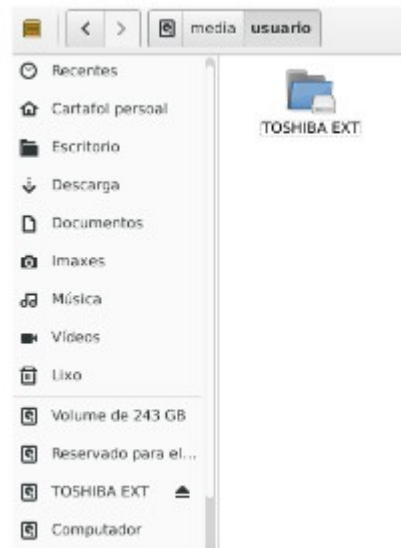 media usuario
Recentes
Cartafol persoal
Escritorio
Descarga
Documentos
Imaxes
Música
Vídeos
Lixo
Volume de 243 GB
Reservado para el...
TOSHIBA EXT
Computador
TOSHIBA EXT